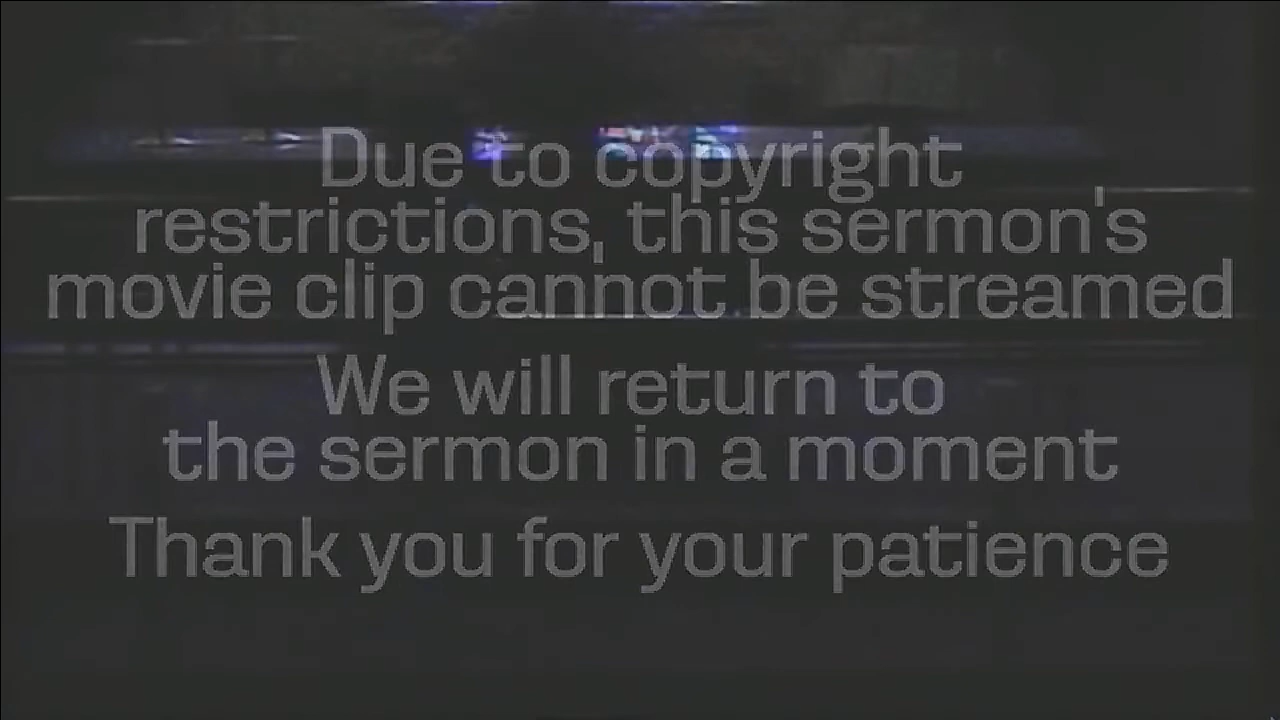 Due to copyright
restrictions, this sermon's
movie clip cannot be streamed
We will return to
the sermon in a moment
Thank you for your patience